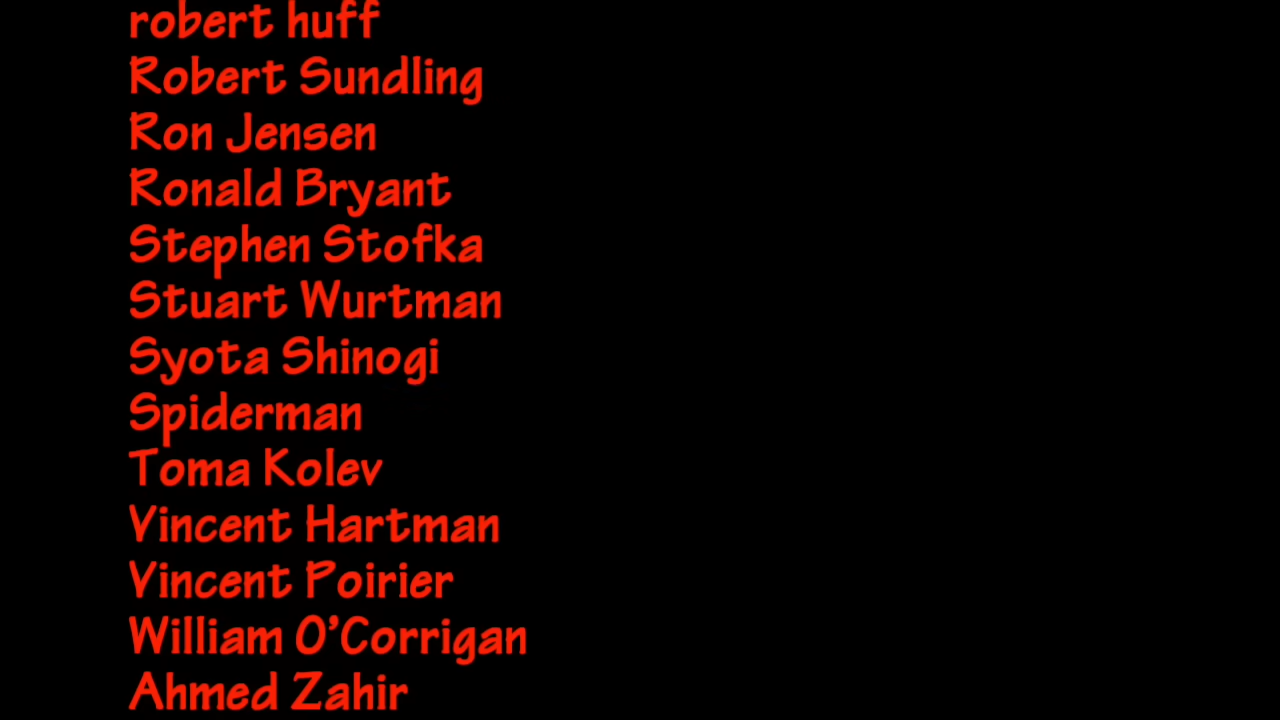 robert huff
Robert Sundling
Ron Jensen
Ronald Bryant
Stephen Stofka
Stuart Wurtman
Syota Shinogi
Spiderman
Toma Kolev
Vincent Hartman
Vincent Poirier
William O'Corrigan
Ahmed Zahir